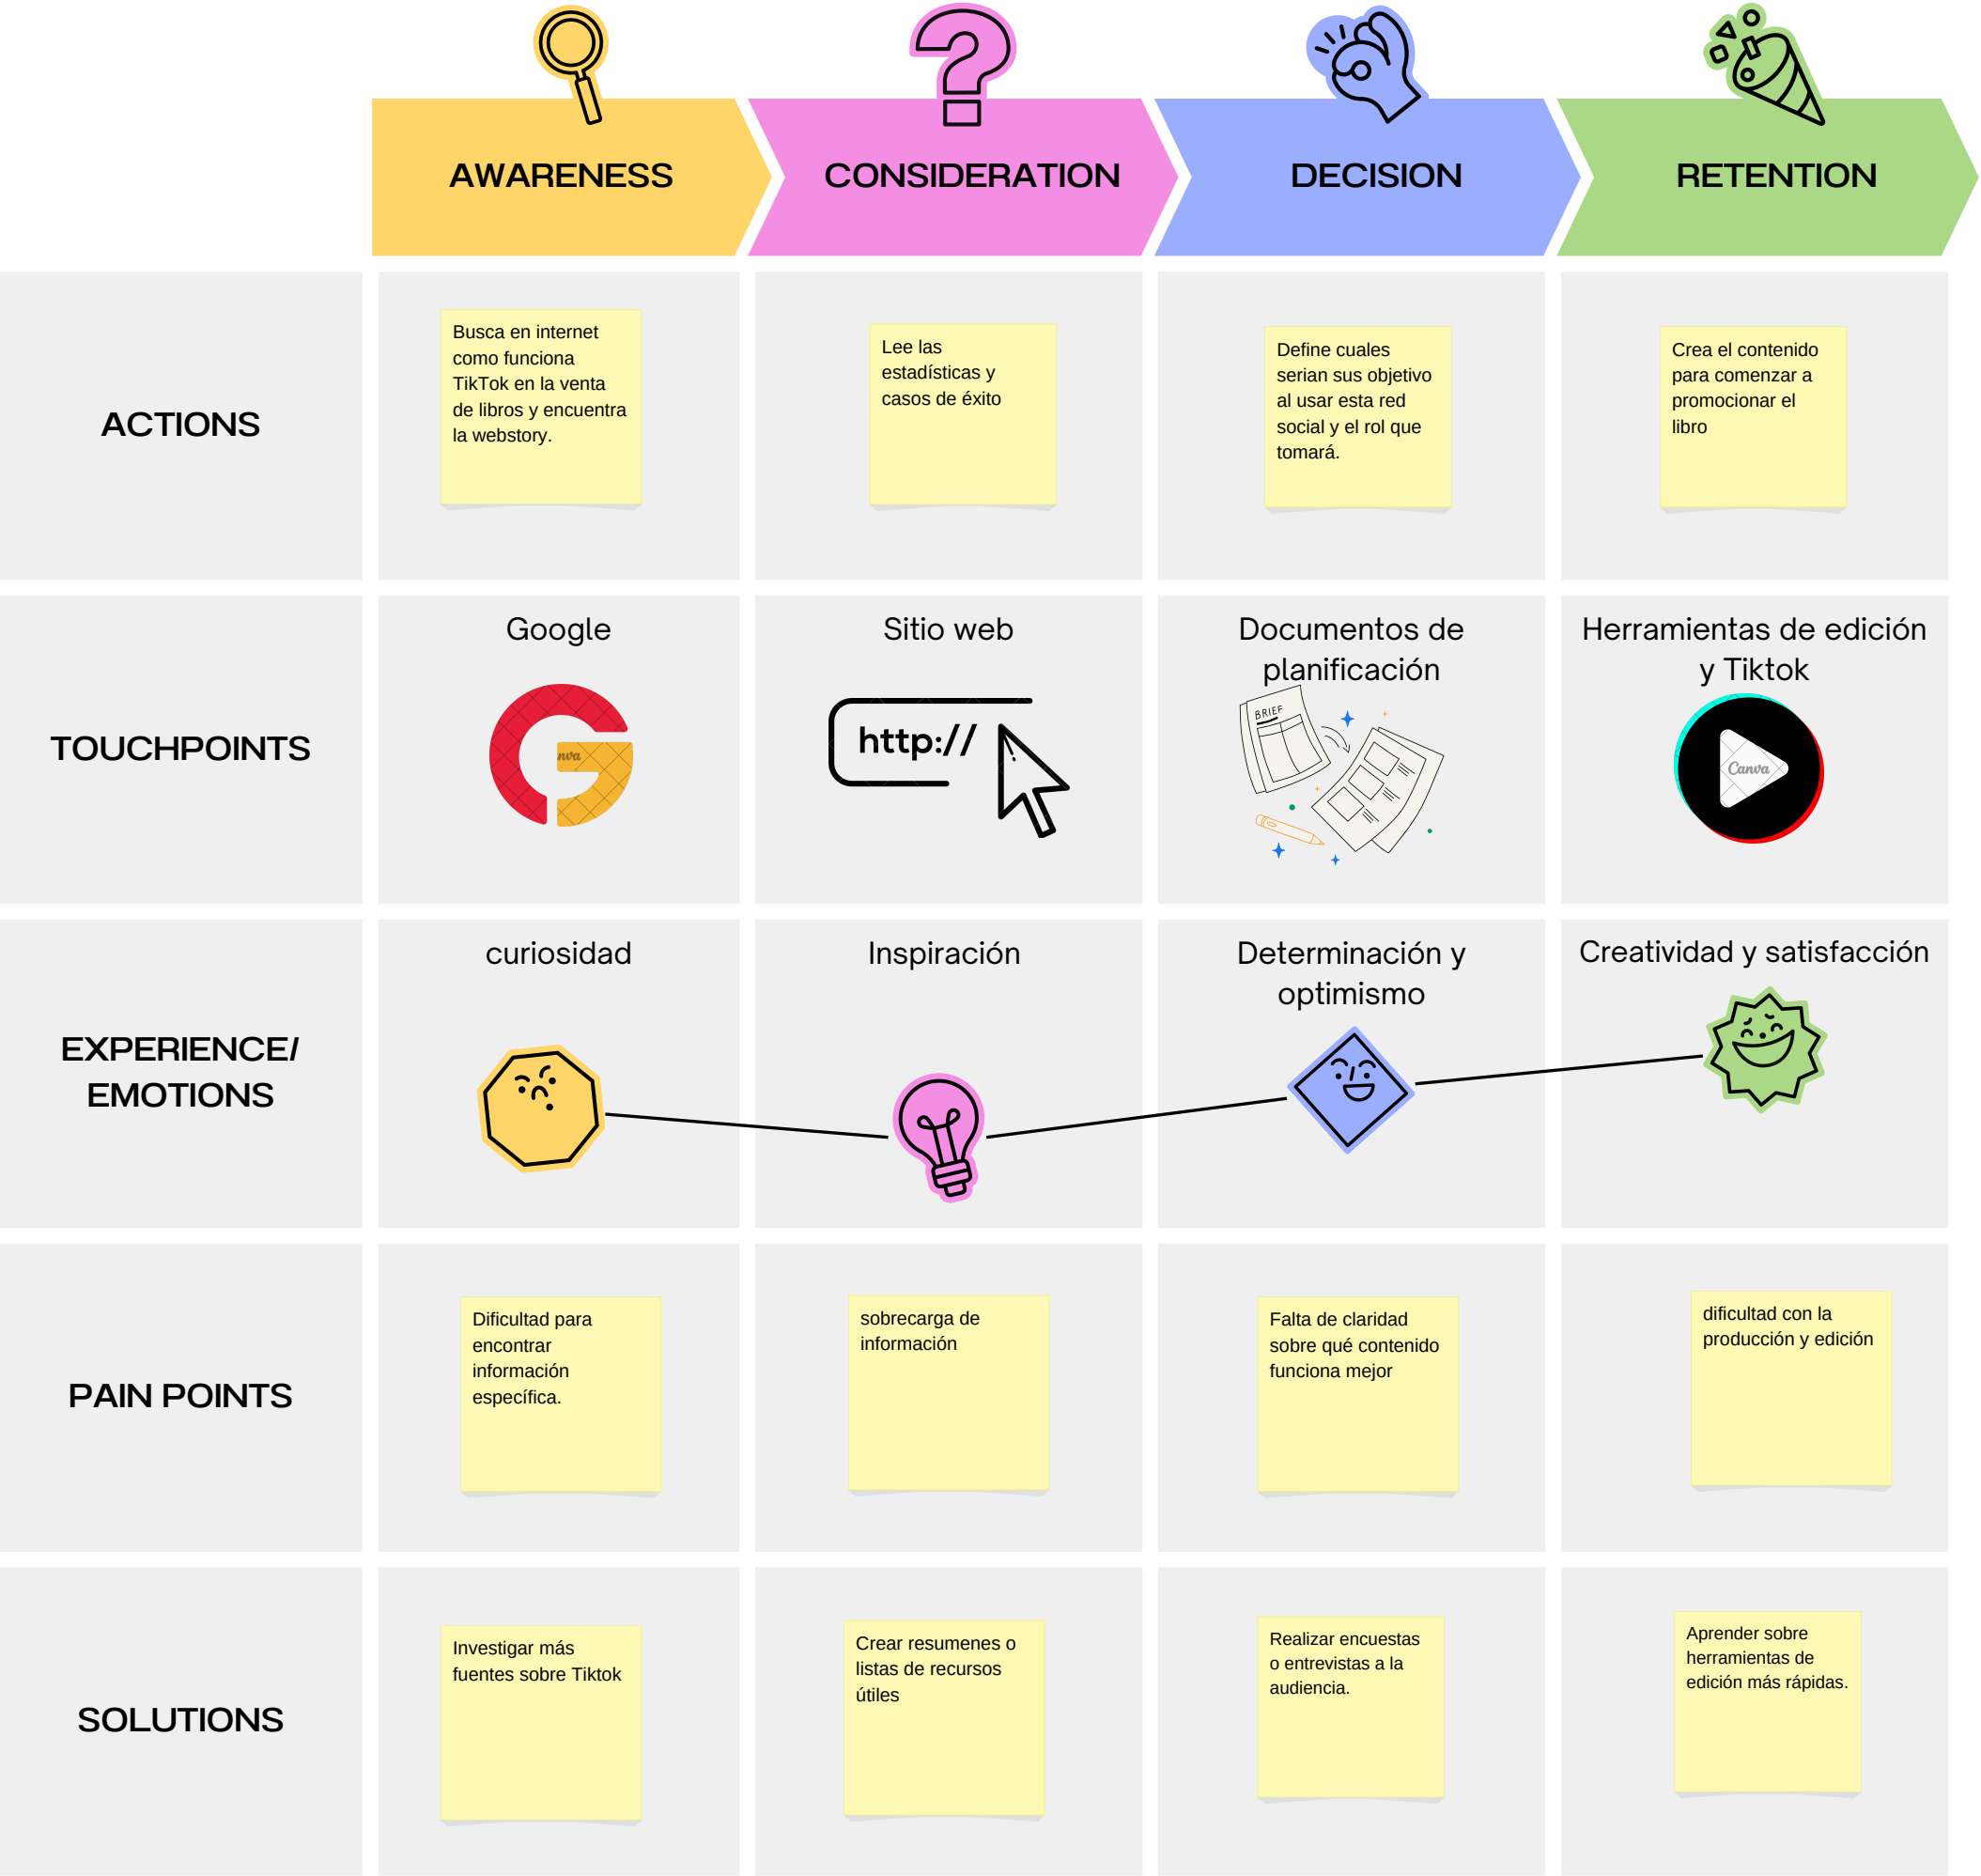 AWARENESS
CONSIDERATION
DECISION
RETENTION
ACTIONS
Busca en internet
como funciona
TikTok en la venta
de libros y encuentra
la webstory.
Lee las
estadísticas y
casos de éxito
Define cuales
serian sus objetivo
al usar esta red
social y el rol que
tomará.
Crea el contenido
para comenzar a
promocionar el
libro
TOUCHPOINTS
Google
Sitio web
http://
Documentos de
planificación
BRIEF
Herramientas de edición
y Tiktok
Canva
EXPERIENCE/
EMOTIONS
curiosidad
Inspiración
Determinación y
optimismo
Creatividad y satisfacción
PAIN POINTS
Dificultad para
encontrar
información
específica.
sobrecarga de
información
Falta de claridad
sobre qué contenido
funciona mejor
dificultad con la
producción y edición
SOLUTIONS
Investigar más
fuentes sobre Tiktok
Crear resumenes o
listas de recursos
útiles
Realizar encuestas
o entrevistas a la
audiencia.
Aprender sobre
herramientas de
edición más rápidas.